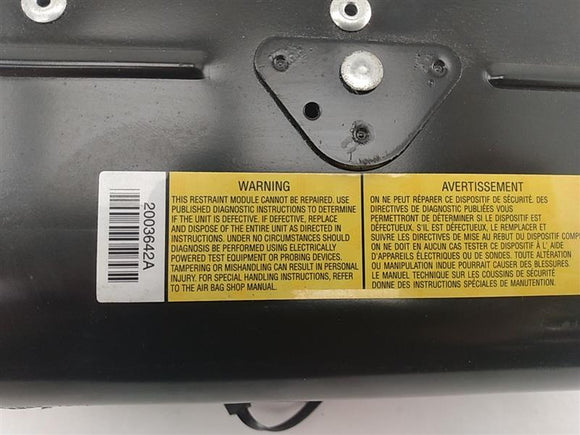 2003642A
WARNING
THIS RESTRAINT MODULE CANNOT BE REPAIRED. USE
PUBLISHED DIAGNOSTIC INSTRUCTIONS TO DETERMINE
IF THE UNIT IS DEFECTIVE. IF DEFECTIVE, REPLACE
AND DISPOSE OF THE ENTIRE UNIT AS DIRECTED IN
INSTRUCTIONS. UNDER NO CIRCUMSTANCES SHOULD
DIAGNOSIS BE PERFORMED USING ELECTRICALLY
POWERED TEST EQUIPMENT OR PROBING DEVICES.
TAMPERING OR MISHANDLING CAN RESULT IN PERSONAL
INJURY. FOR SPECIAL HANDLING INSTRUCTIONS, REFER
TO THE AIR BAG SHOP MANUAL.
AVERTISSEMENT
ON NE PEUT RÉPARER CE DISPOSITIF DE SÉCURITÉ. DES
DIRECTIVES DE DIAGNOSTIC PUBLIÉES VOUS
PERMETTRONT DE DÉTERMINER SI LE DISPOSITIF EST
DÉFECTUEUX. S'IL EST DÉFECTUEUX, LE REMPLACER ET
SUIVRE LES DIRECTIVES DE MISE AU REBUT DU DISPOSITIF COMP
ON NE DOIT EN AUCUN CAS TESTER CE DISPOSITIF À L' AIDE
D'APPAREILS ÉLECTRIQUES OU DE SONDES. TOUTE ALTÉRATION
OU MANIPULATION INDUE POURRAIT CAUSER DES BLESSURES.
LE MANUEL TECHNIQUE SUR LES COUSSINS DE SÉCURITÉ
DONNE DES INSTRUCTIONS SPÉCIALES DE MANUTENTION.